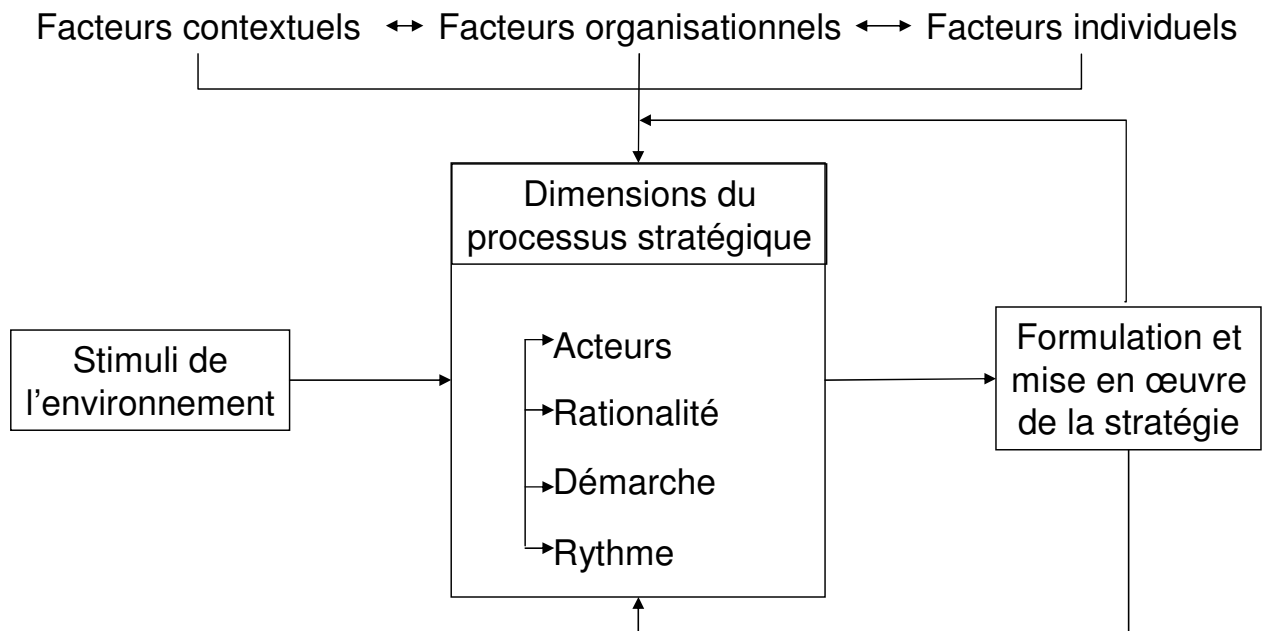 Facteurs contextuels Facteurs organisationnels Facteurs individuels
Dimensions du
processus stratégique
Stimuli de
l'environnement
Acteurs
Rationalité
Démarche
Rythme
Formulation et
mise en œuvre
de la stratégie